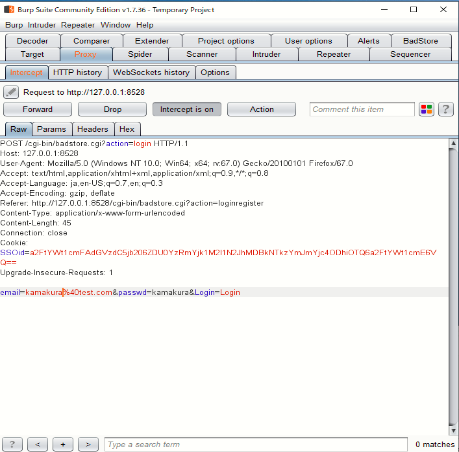 Burp Suite Community Edition v1.7.36 - Temporary Project
Burp Intruder Repeater Window Help
Decoder Comparer Extender Project options User options Alerts BadStore
Target Proxy Spider Scanner Intruder Repeater Sequencer
Intercept HTTP history WebSockets history Options
Request to http://127.0.0.1:8528
Forward Drop Intercept is on Action Comment this item ?
Raw Params Headers Hex
POST /cgi-bin/badstore.cgi?action=login HTTP/1.1
Host: 127.0.0.1:8528
User-Agent: Mozilla/5.0 (Windows NT 10.0; Win64; x64; rv:67.0) Gecko/20100101 Firefox/67.0
Accept: text/html,application/xhtml+xml,application/xml;q=0.9,*/*;q=0.8
Accept-Language: ja,en-US;q=0.7,en;q=0.3
Accept-Encoding: gzip, deflate
Referer: http://127.0.0.1:8528/cgi-bin/badstore.cgi?action=loginregister
Content-Type: application/x-www-form-urlencoded
Content-Length: 45
Connection: close
Cookie:
Q==
Upgrade-Insecure-Requests: 1
email=kamakura%40test.com&passwd=kamakura&Login=Login
? < + > Type a search term 0 matches